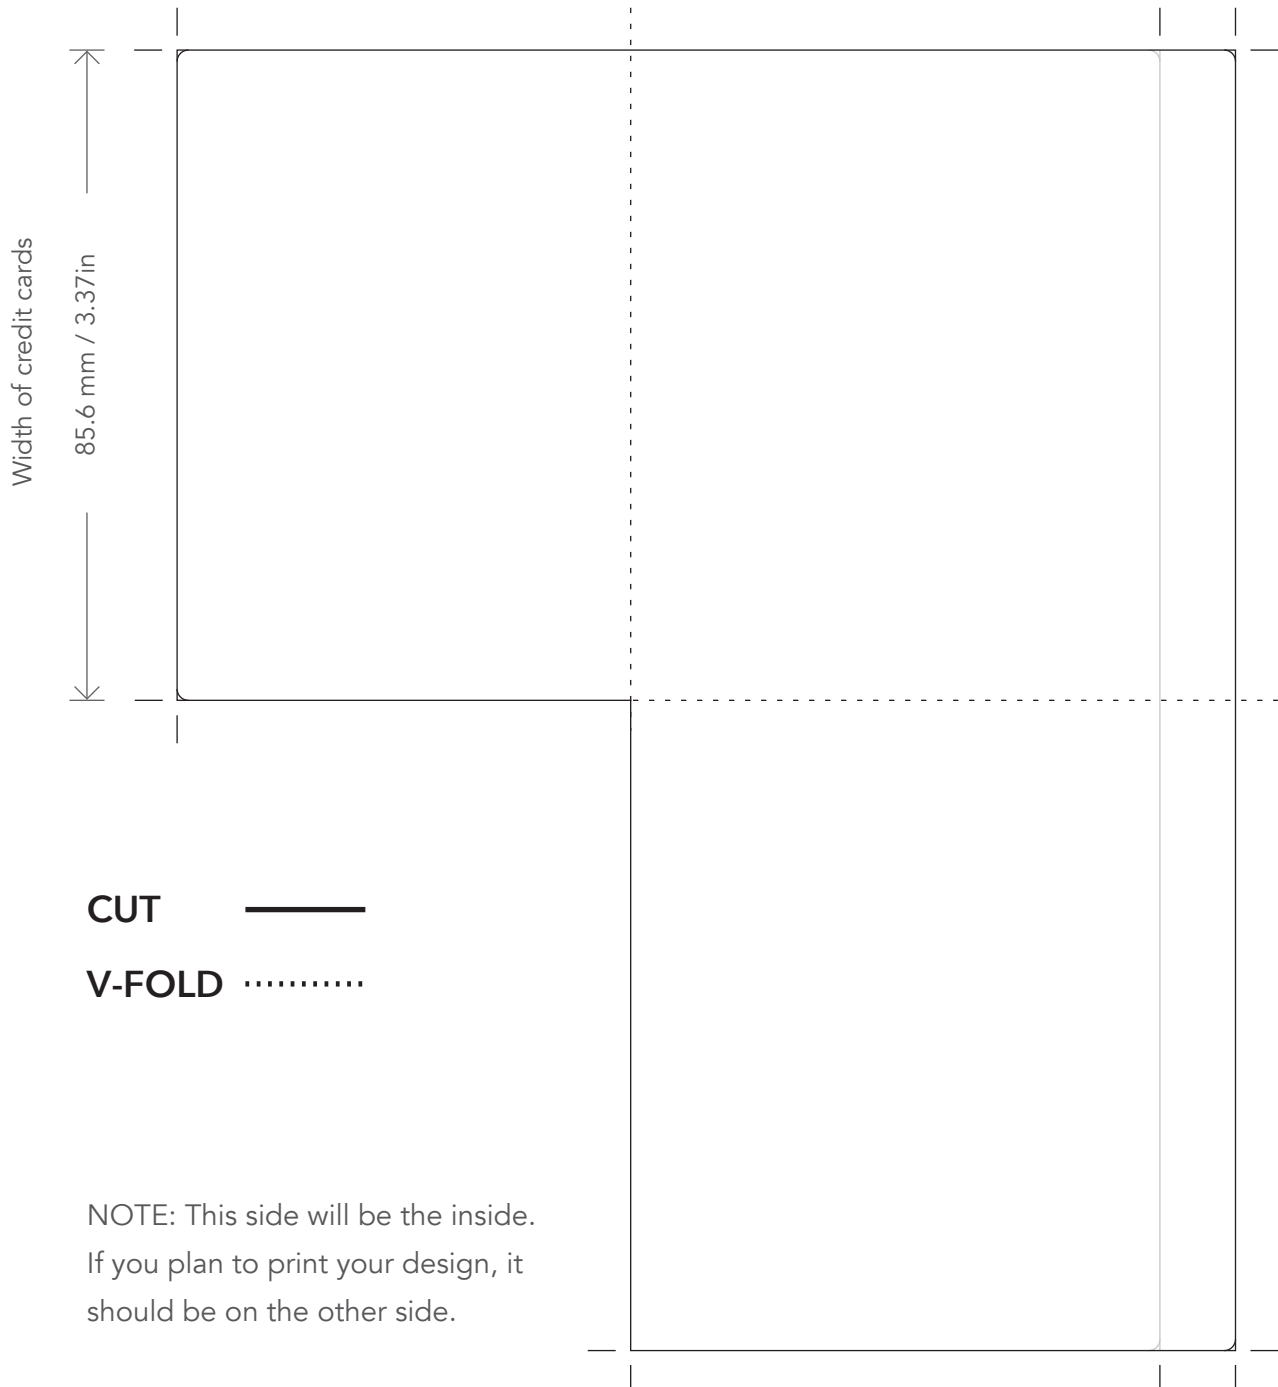 Width of credit cards
85.6 mm / 3.37in
CUT
V-FOLD
NOTE: This side will be the inside.
If you plan to print your design, it
should be on the other side.